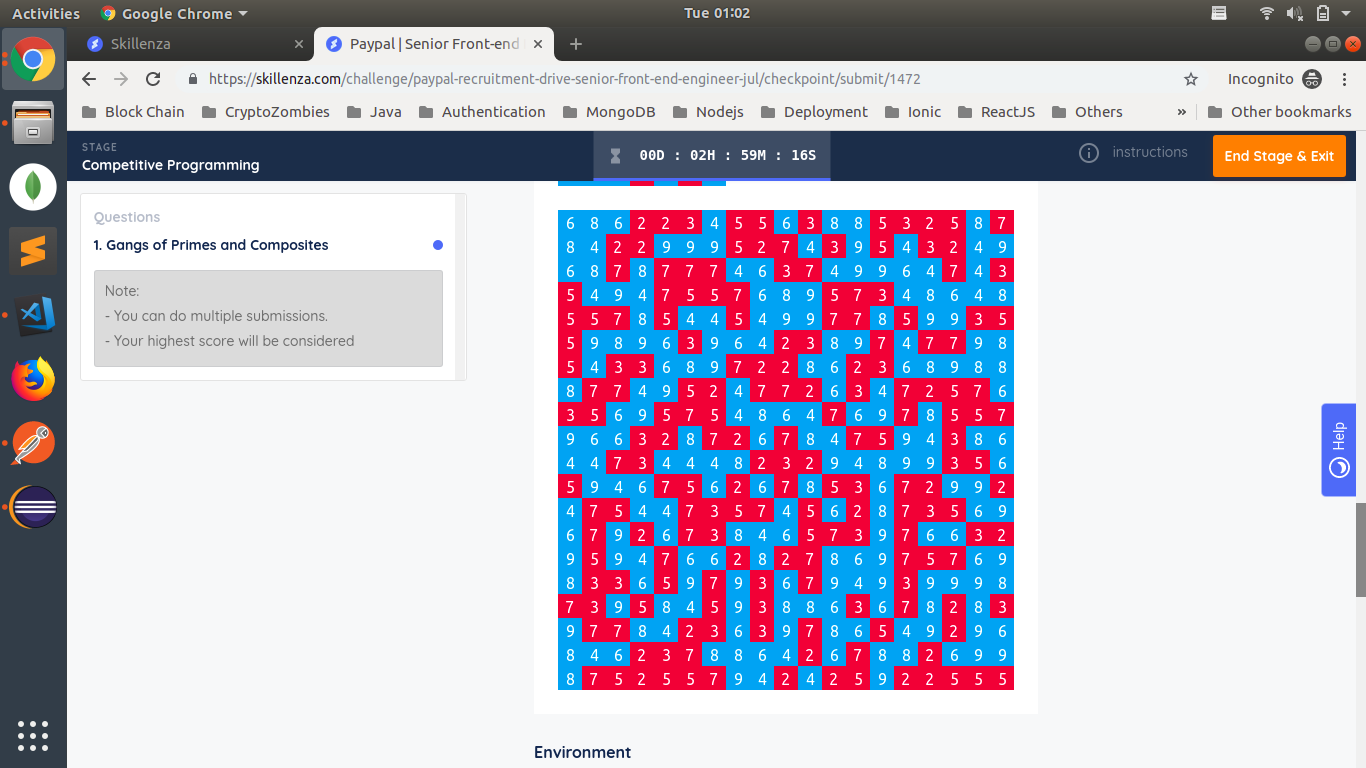 Activities
Google Chrome
Tue 01:02
Skillenza
Paypal | Senior Front-end
https://skillenza.com/challenge/paypal-recruitment-drive-senior-front-end-engineer-jul/checkpoint/submit/1472
Incognito
Block Chain
CryptoZombies
Java
Authentication
MongoDB
Nodejs
Deployment
Ionic
ReactJS
Others
»
Other bookmarks
STAGE
Competitive Programming
00D : 02H : 59M : 16S
instructions
End Stage & Exit
Questions
1. Gangs of Primes and Composites
Note:
- You can do multiple submissions.
- Your highest score will be considered
6 8 6 2 2 3 4 5 5 6 3 8 8 5 3 2 5 8 7
8 4 2 2 9 9 9 5 2 7 4 3 9 5 4 3 2 4 9
6 8 7 8 7 7 7 4 6 3 7 4 9 9 6 4 7 4 3
5 4 9 4 7 5 5 7 6 8 9 5 7 3 4 8 6 4 8
5 5 7 8 5 4 4 5 4 9 9 7 7 8 5 9 9 3 5
5 9 8 9 6 3 9 6 4 2 3 8 9 7 4 7 7 9 8
5 4 3 3 6 8 9 7 2 2 8 6 2 3 6 8 9 8 8
8 7 7 4 9 5 2 4 7 7 2 6 3 4 7 2 5 7 6
3 5 6 9 5 7 5 4 8 6 4 7 6 9 7 8 5 5 7
9 6 6 3 2 8 7 2 6 7 8 4 7 5 9 4 3 8 6
4 4 7 3 4 4 4 8 2 3 2 9 4 8 9 9 3 5 6
5 9 4 6 7 5 6 2 6 7 8 5 3 6 7 2 9 9 2
4 7 5 4 4 7 3 5 7 4 5 6 2 8 7 3 5 6 9
6 7 9 2 6 7 3 8 4 6 5 7 3 9 7 6 6 3 2
9 5 9 4 7 6 6 2 8 2 7 8 6 9 7 5 7 6 9
8 3 3 6 5 9 7 9 3 6 7 9 4 9 3 9 9 9 8
7 3 9 5 8 4 5 9 3 8 8 6 3 6 7 8 2 8 3
9 7 7 8 4 2 3 6 3 9 7 8 6 5 4 9 2 9 6
8 4 6 2 3 7 8 8 6 4 2 6 7 8 8 2 6 9 9
8 7 5 2 5 5 7 9 4 2 4 2 5 9 2 2 5 5 5
Help
Environment